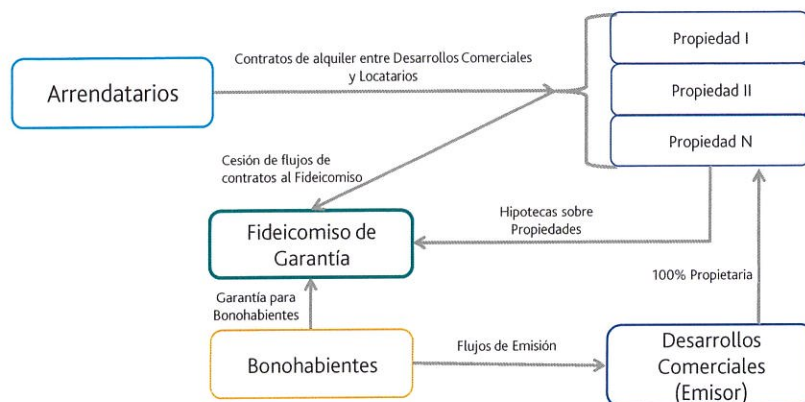 Propiedad I
Contratos de alquiler entre Desarrollos Comerciales
y Locatarios
Arrendatarios
Propiedad II
Propiedad N
Cesión de flujos de
contratos al Fideicomiso
Hipotecas sobre
Propiedades
Fideicomiso de
Garantía
100% Propietaria
Garantía para
Bonohabientes
Flujos de Emisión
Bonohabientes
Desarrollos
Comerciales
(Emisor)